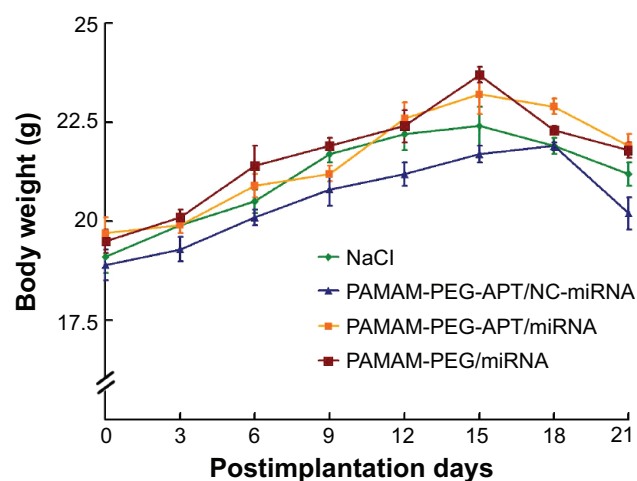 25
22.5
20
17.5
Body weight (g)
NaCl
PAMAM-PEG-APT/NC-miRNA
PAMAM-PEG-APT/miRNA
PAMAM-PEG/miRNA
0 3 6 9 12 15 18 21
Postimplantation days